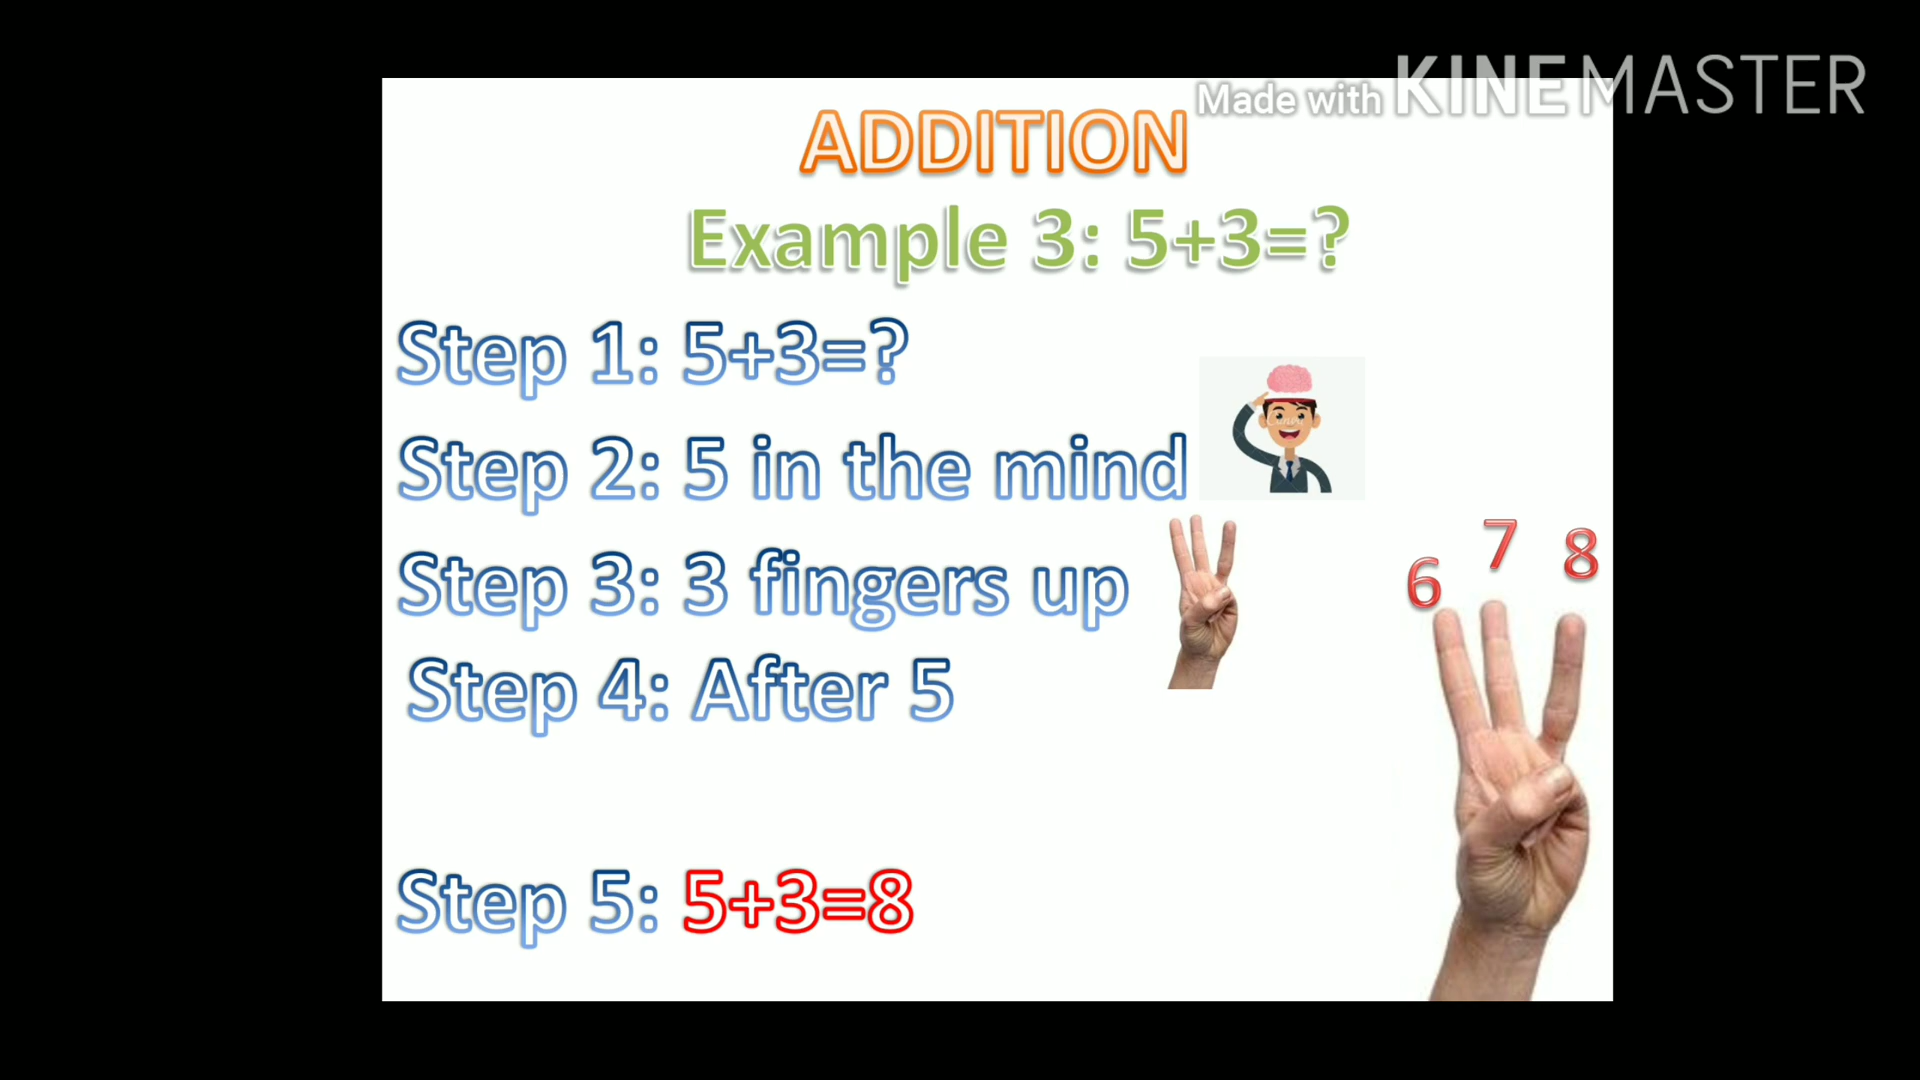 Made with KINEMASTER
ADDITION
Example 3: 5+3=?
Step 1: 5+3=?
Step 2: 5 in the mind
Step 3: 3 fingers up
6 7 8
Step 4: After 5
Step 5: 5+3=8